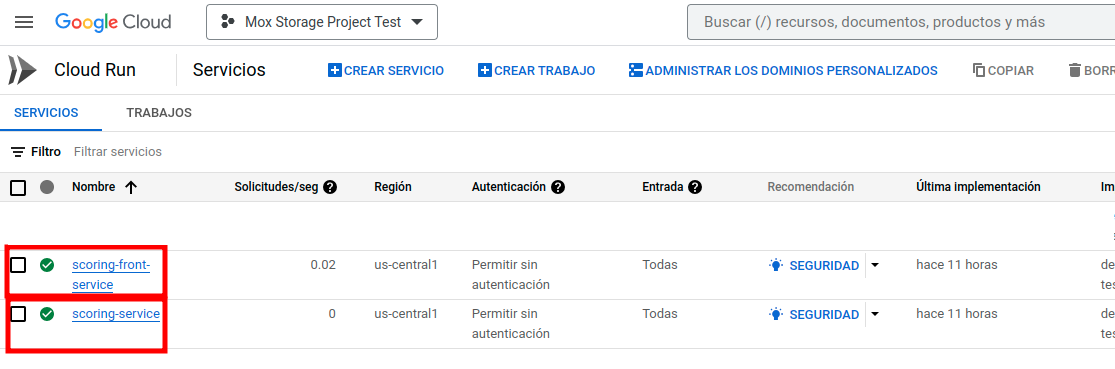 Google Cloud
Mox Storage Project Test
Buscar (/) recursos, documentos, productos y más
Cloud Run
Servicios
CREAR SERVICIO
CREAR TRABAJO
ADMINISTRAR LOS DOMINIOS PERSONALIZADOS
COPIAR
BORR
SERVICIOS
TRABAJOS
Filtro
Filtrar servicios
Nombre
Solicitudes/seg
Región
Autenticación
Entrada
Recomendación
Última implementación
Im
scoring-front-
service
0.02
us-central1
Permitir sin
autenticación
Todas
SEGURIDAD
hace 11 horas
de
tes
scoring-service
0
us-central1
Permitir sin
autenticación
Todas
SEGURIDAD
hace 11 horas
de
tes